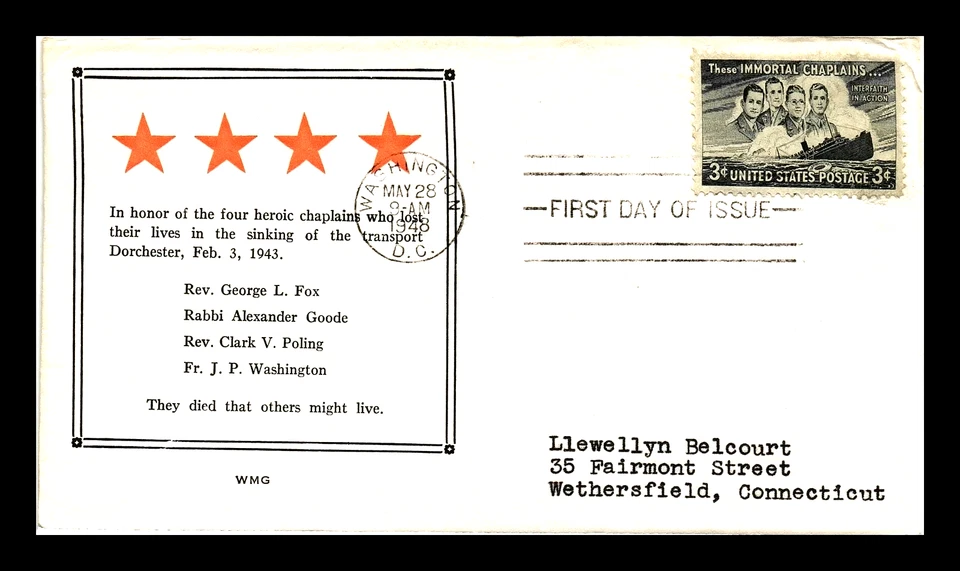 These IMMORTAL CHAPLAINS...
INTERFAITH
IN ACTION
3¢ UNITED STATES POSTAGE 3¢
WASHINGTON
MAY 28
9-AM
1948
D.C.
FIRST DAY OF ISSUE
In honor of the four heroic chaplains who lost
their lives in the sinking of the transport
Dorchester, Feb. 3, 1943.
Rev. George L. Fox
Rabbi Alexander Goode
Rev. Clark V. Poling
Fr. J. P. Washington
They died that others might live.
WMG
Llewellyn Belcourt
35 Fairmont Street
Wethersfield, Connecticut